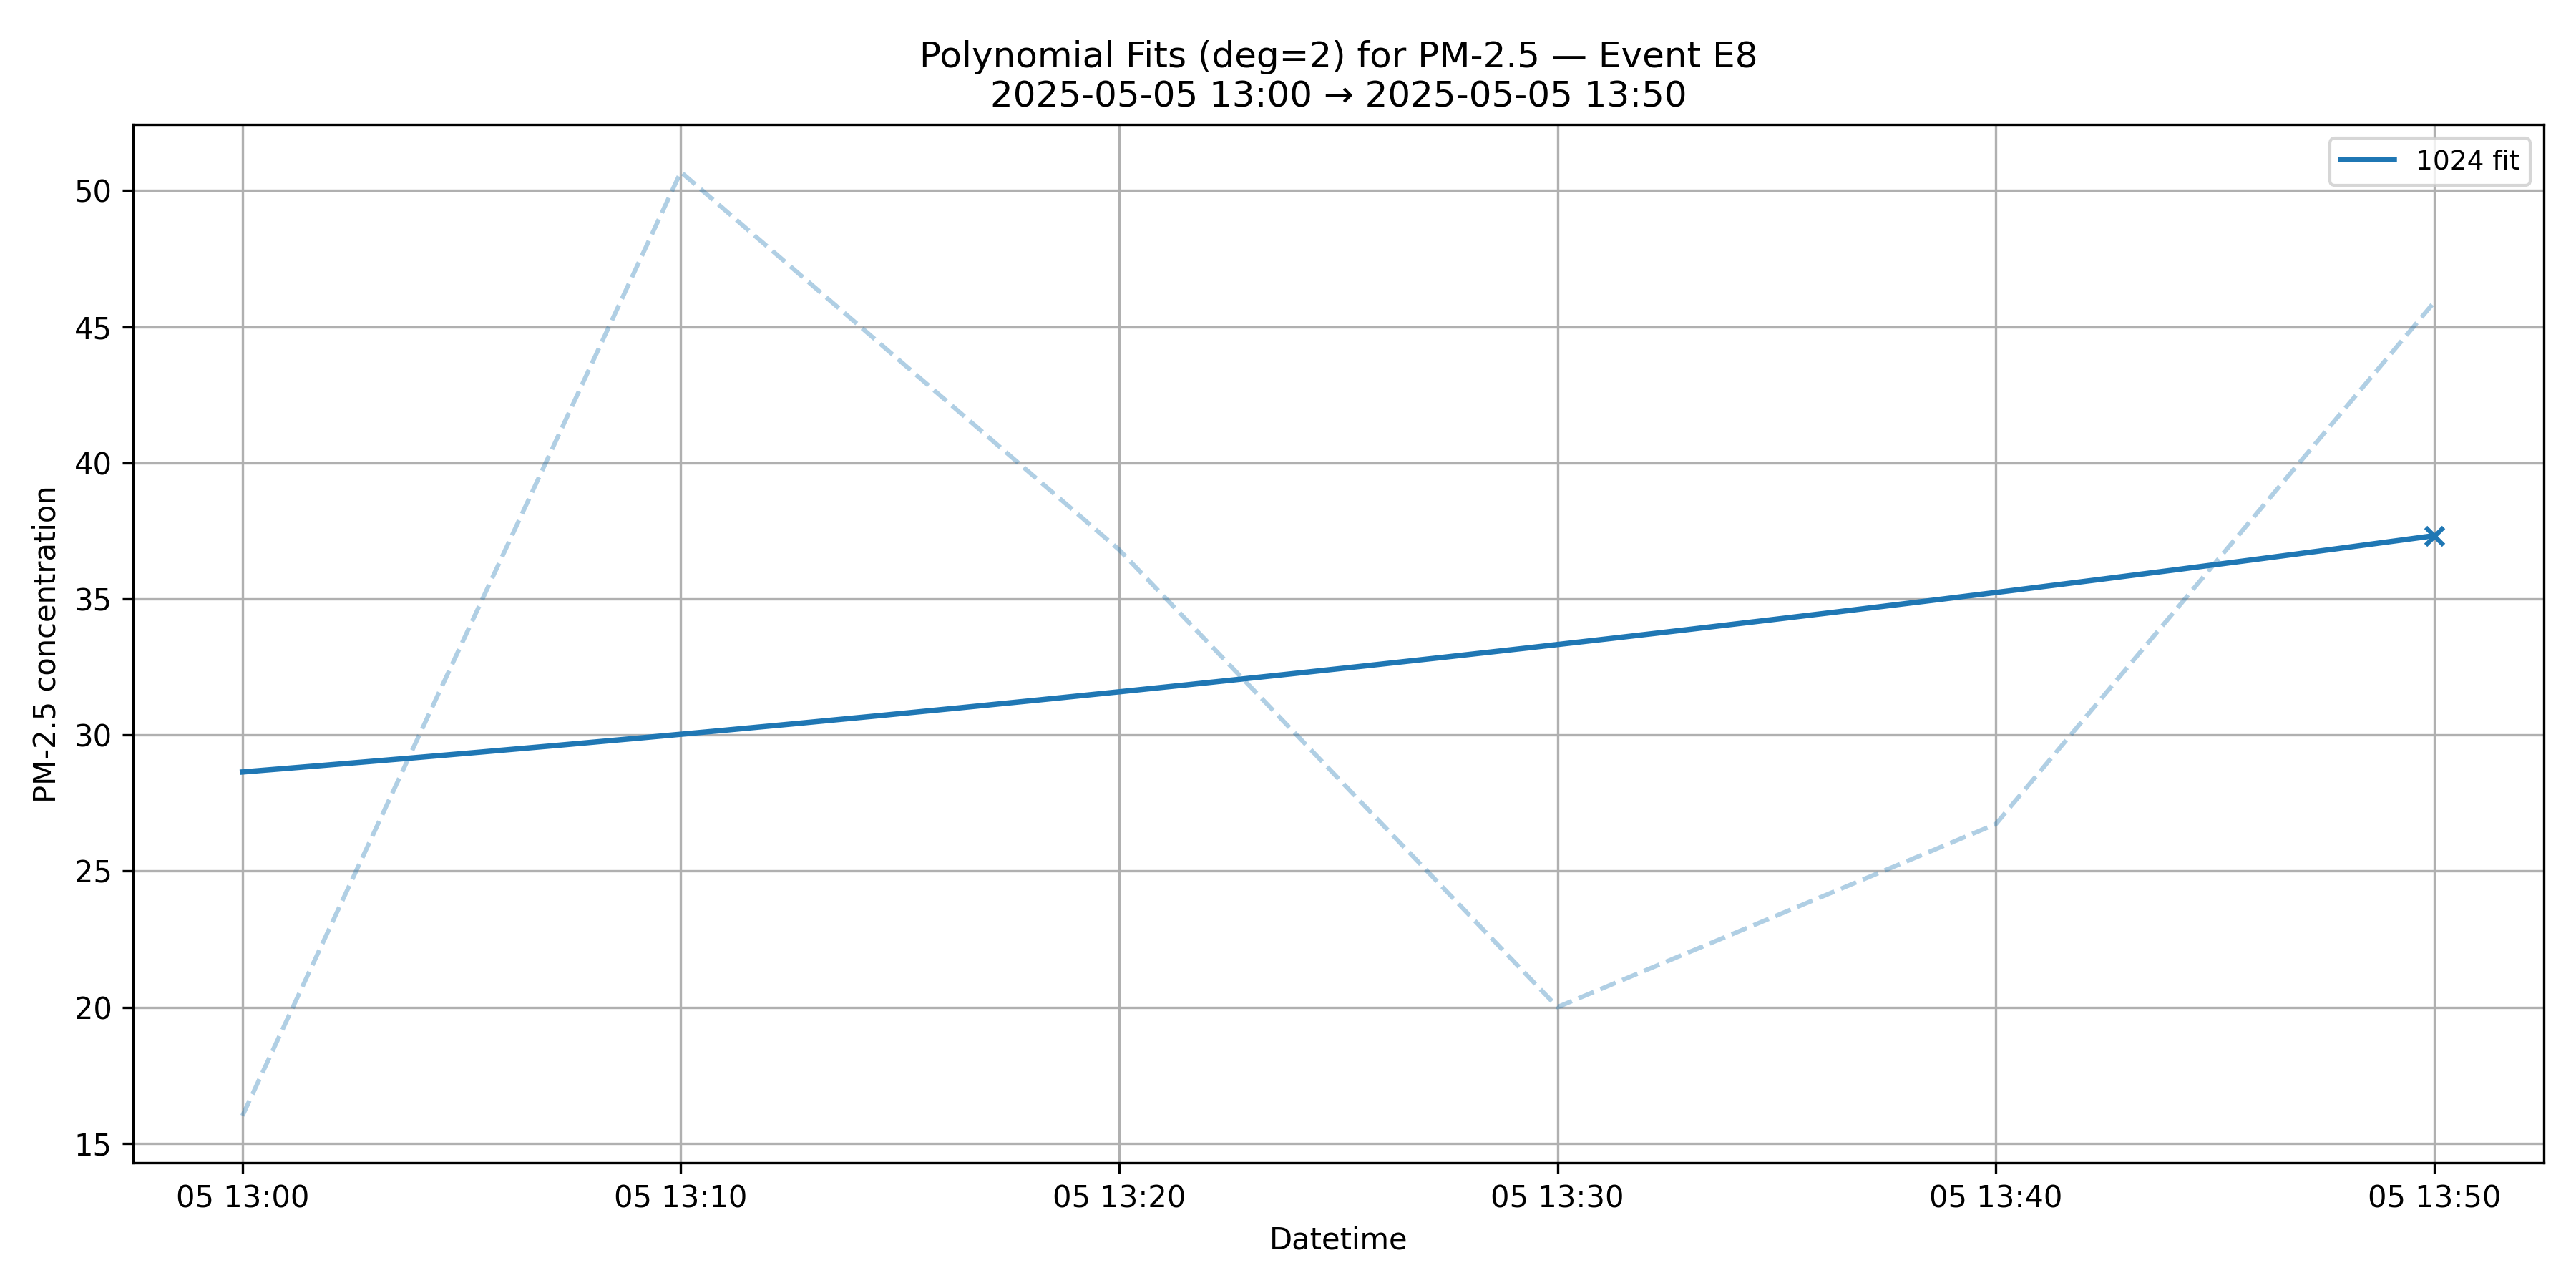 Polynomial Fits (deg=2) for PM-2.5 — Event E8
2025-05-05 13:00 → 2025-05-05 13:50
1024 fit
PM-2.5 concentration
50
45
40
35
30
25
20
15
05 13:00
05 13:10
05 13:20
05 13:30
05 13:40
05 13:50
Datetime